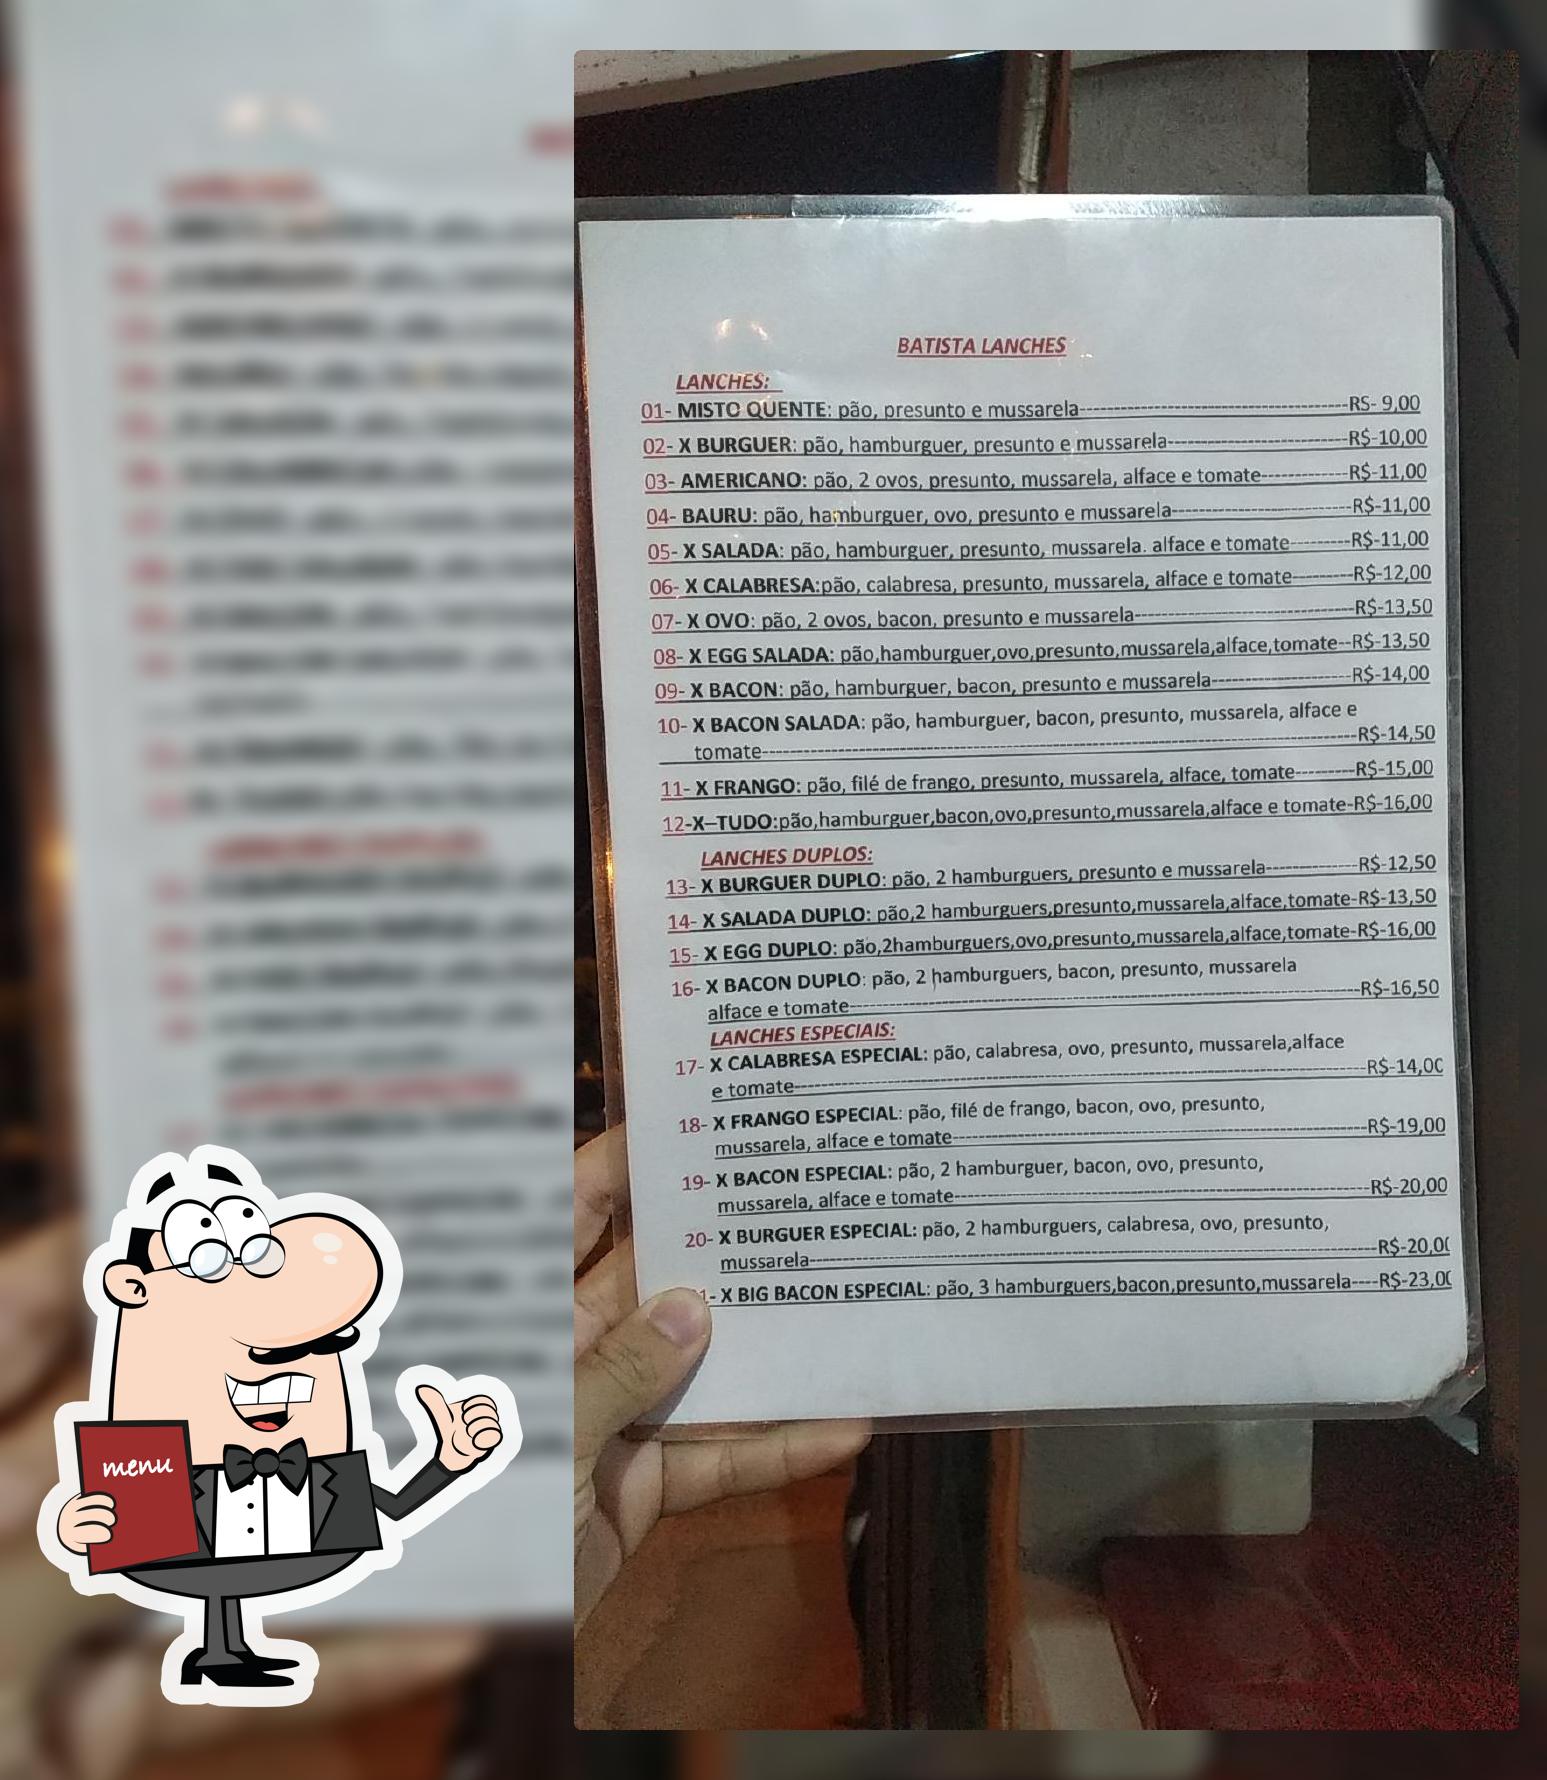 BATISTA LANCHES
LANCHES:
01- MISTO QUENTE: pão, presunto e mussarela-----RS- 9,00
02- X BURGUER: pão, hamburguer, presunto e mussarela-----R$-10,00
03- AMERICANO: pão, 2 ovos, presunto, mussarela, alface e tomate-----R$-11,00
04- BAURU: pão, hamburguer, ovo, presunto e mussarela-----R$-11,00
05- X SALADA: pão, hamburguer, presunto, mussarela. alface e tomate-----R$-11,00
06- X CALABRESA:pão, calabresa, presunto, mussarela, alface e tomate-----R$-12,00
07- X OVO: pão, 2 ovos, bacon, presunto e mussarela-----R$-13,50
08- X EGG SALADA: pão,hamburguer,ovo,presunto,mussarela,alface,tomate--R$-13,50
09- X BACON: pão, hamburguer, bacon, presunto e mussarela-----R$-14,00
10- X BACON SALADA: pão, hamburguer, bacon, presunto, mussarela, alface e
tomate-----R$-14,50
11- X FRANGO: pão, filé de frango, presunto, mussarela, alface, tomate-----R$-15,00
12-X–TUDO:pão,hamburguer,bacon,ovo,presunto,mussarela,alface e tomate-R$-16,00
LANCHES DUPLOS:
13- X BURGUER DUPLO: pão, 2 hamburguers, presunto e mussarela-----R$-12,50
14- X SALADA DUPLO: pão,2 hamburguers,presunto,mussarela,alface,tomate-R$-13,50
15- X EGG DUPLO: pão,2hamburguers,ovo,presunto,mussarela,alface,tomate-R$-16,00
16- X BACON DUPLO: pão, 2 hamburguers, bacon, presunto, mussarela
alface e tomate-----R$-16,50
LANCHES ESPECIAIS:
17- X CALABRESA ESPECIAL: pão, calabresa, ovo, presunto, mussarela,alface
e tomate-----R$-14,00
18- X FRANGO ESPECIAL: pão, filé de frango, bacon, ovo, presunto,
mussarela, alface e tomate-----R$-19,00
19- X BACON ESPECIAL: pão, 2 hamburguer, bacon, ovo, presunto,
mussarela, alface e tomate-----R$-20,00
20- X BURGUER ESPECIAL: pão, 2 hamburguers, calabresa, ovo, presunto,
mussarela-----R$-20,00
1- X BIG BACON ESPECIAL: pão, 3 hamburguers,bacon,presunto,mussarela----R$-23,00
menu